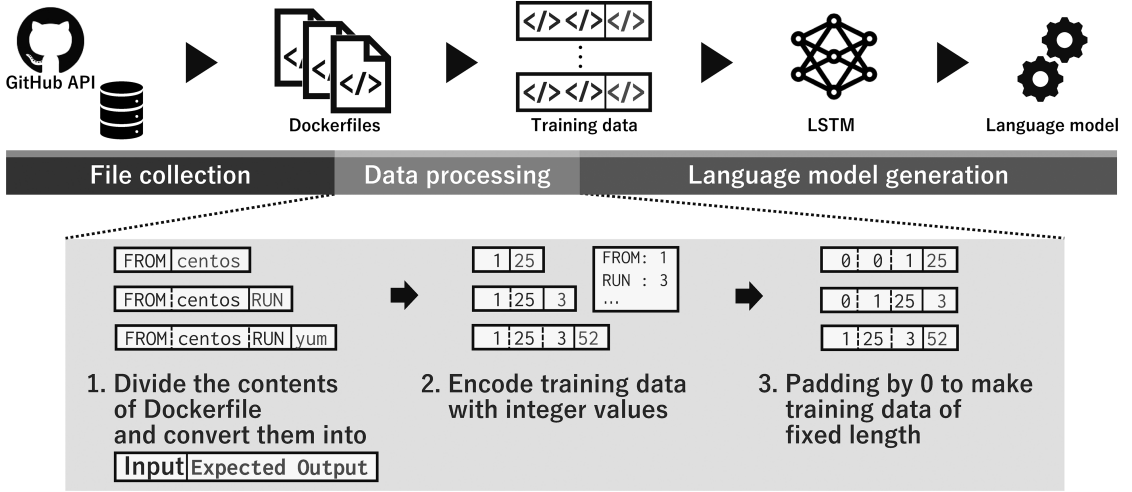 </> </> </>
GitHub API
</>
</> </> </>
Dockerfiles
Training data
LSTM
Language model
File collection
Data processing
Language model generation
FROM centos
FROM centos RUN
FROM centos RUN yum
1. Divide the contents
of Dockerfile
and convert them into
Input Expected Output
1 25
1 25 3
1 25 3 52
FROM: 1
RUN : 3
...
2. Encode training data
with integer values
0 0 1 25
0 1 25 3
1 25 3 52
3. Padding by 0 to make
training data of
fixed length